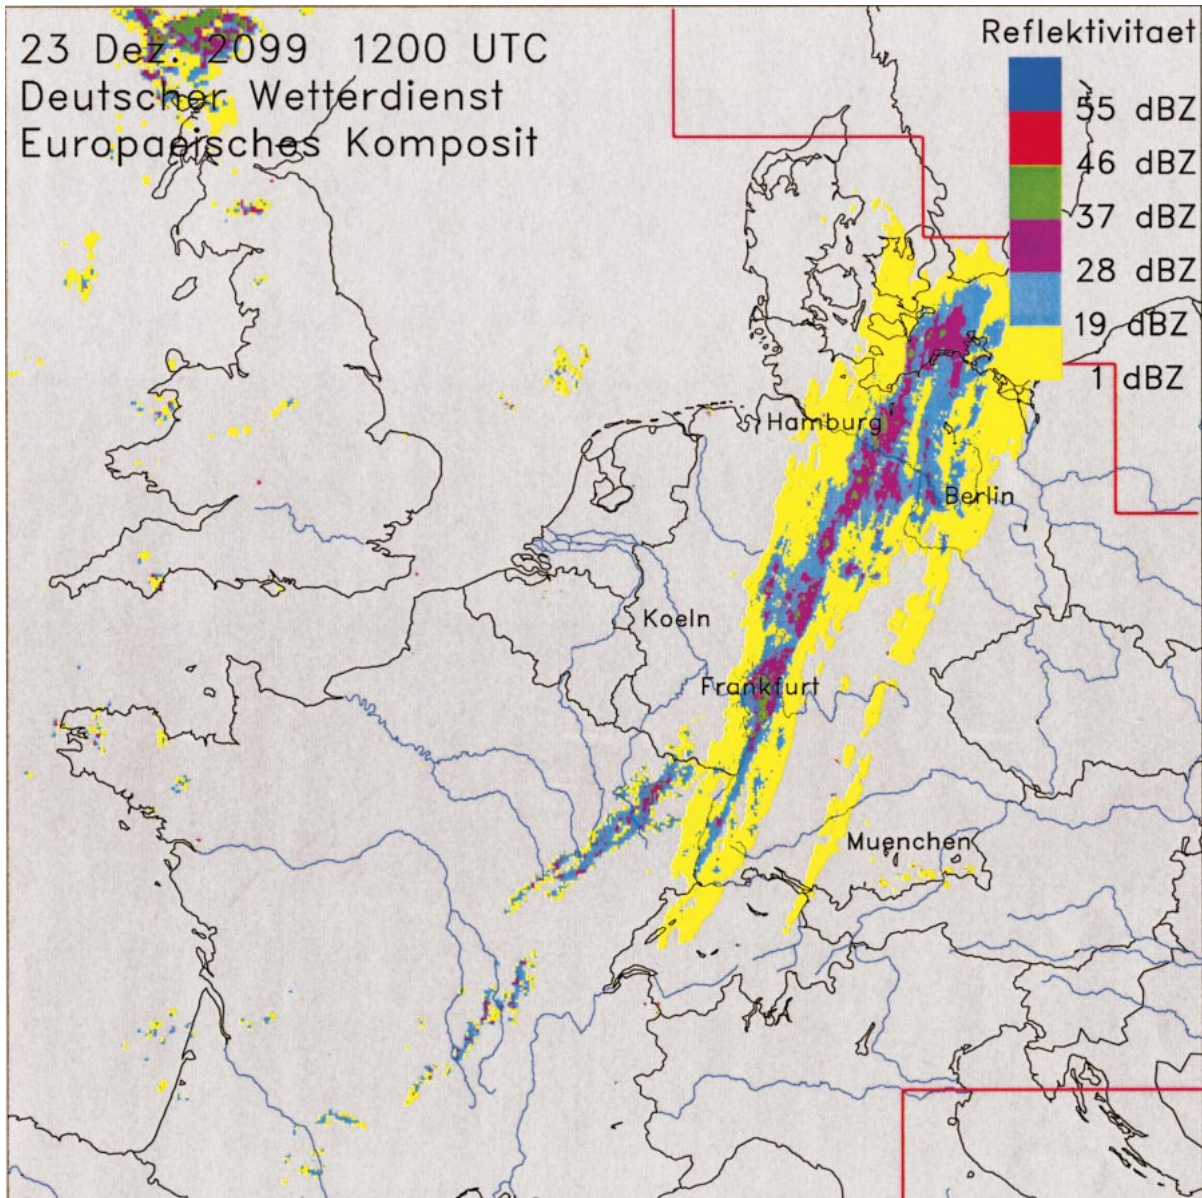 23 Dez. 2099 1200 UTC
Deutscher Wetterdienst
Europaeisches Komposit
Reflektivitaet
55 dBZ
46 dBZ
37 dBZ
28 dBZ
19 dBZ
1 dBZ
Hamburg
Berlin
Koeln
Frankfurt
Muenchen